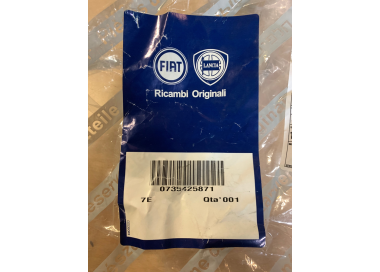 FIAT
LANCIA
Ricambi Originali
0735425871
7E Qta'001